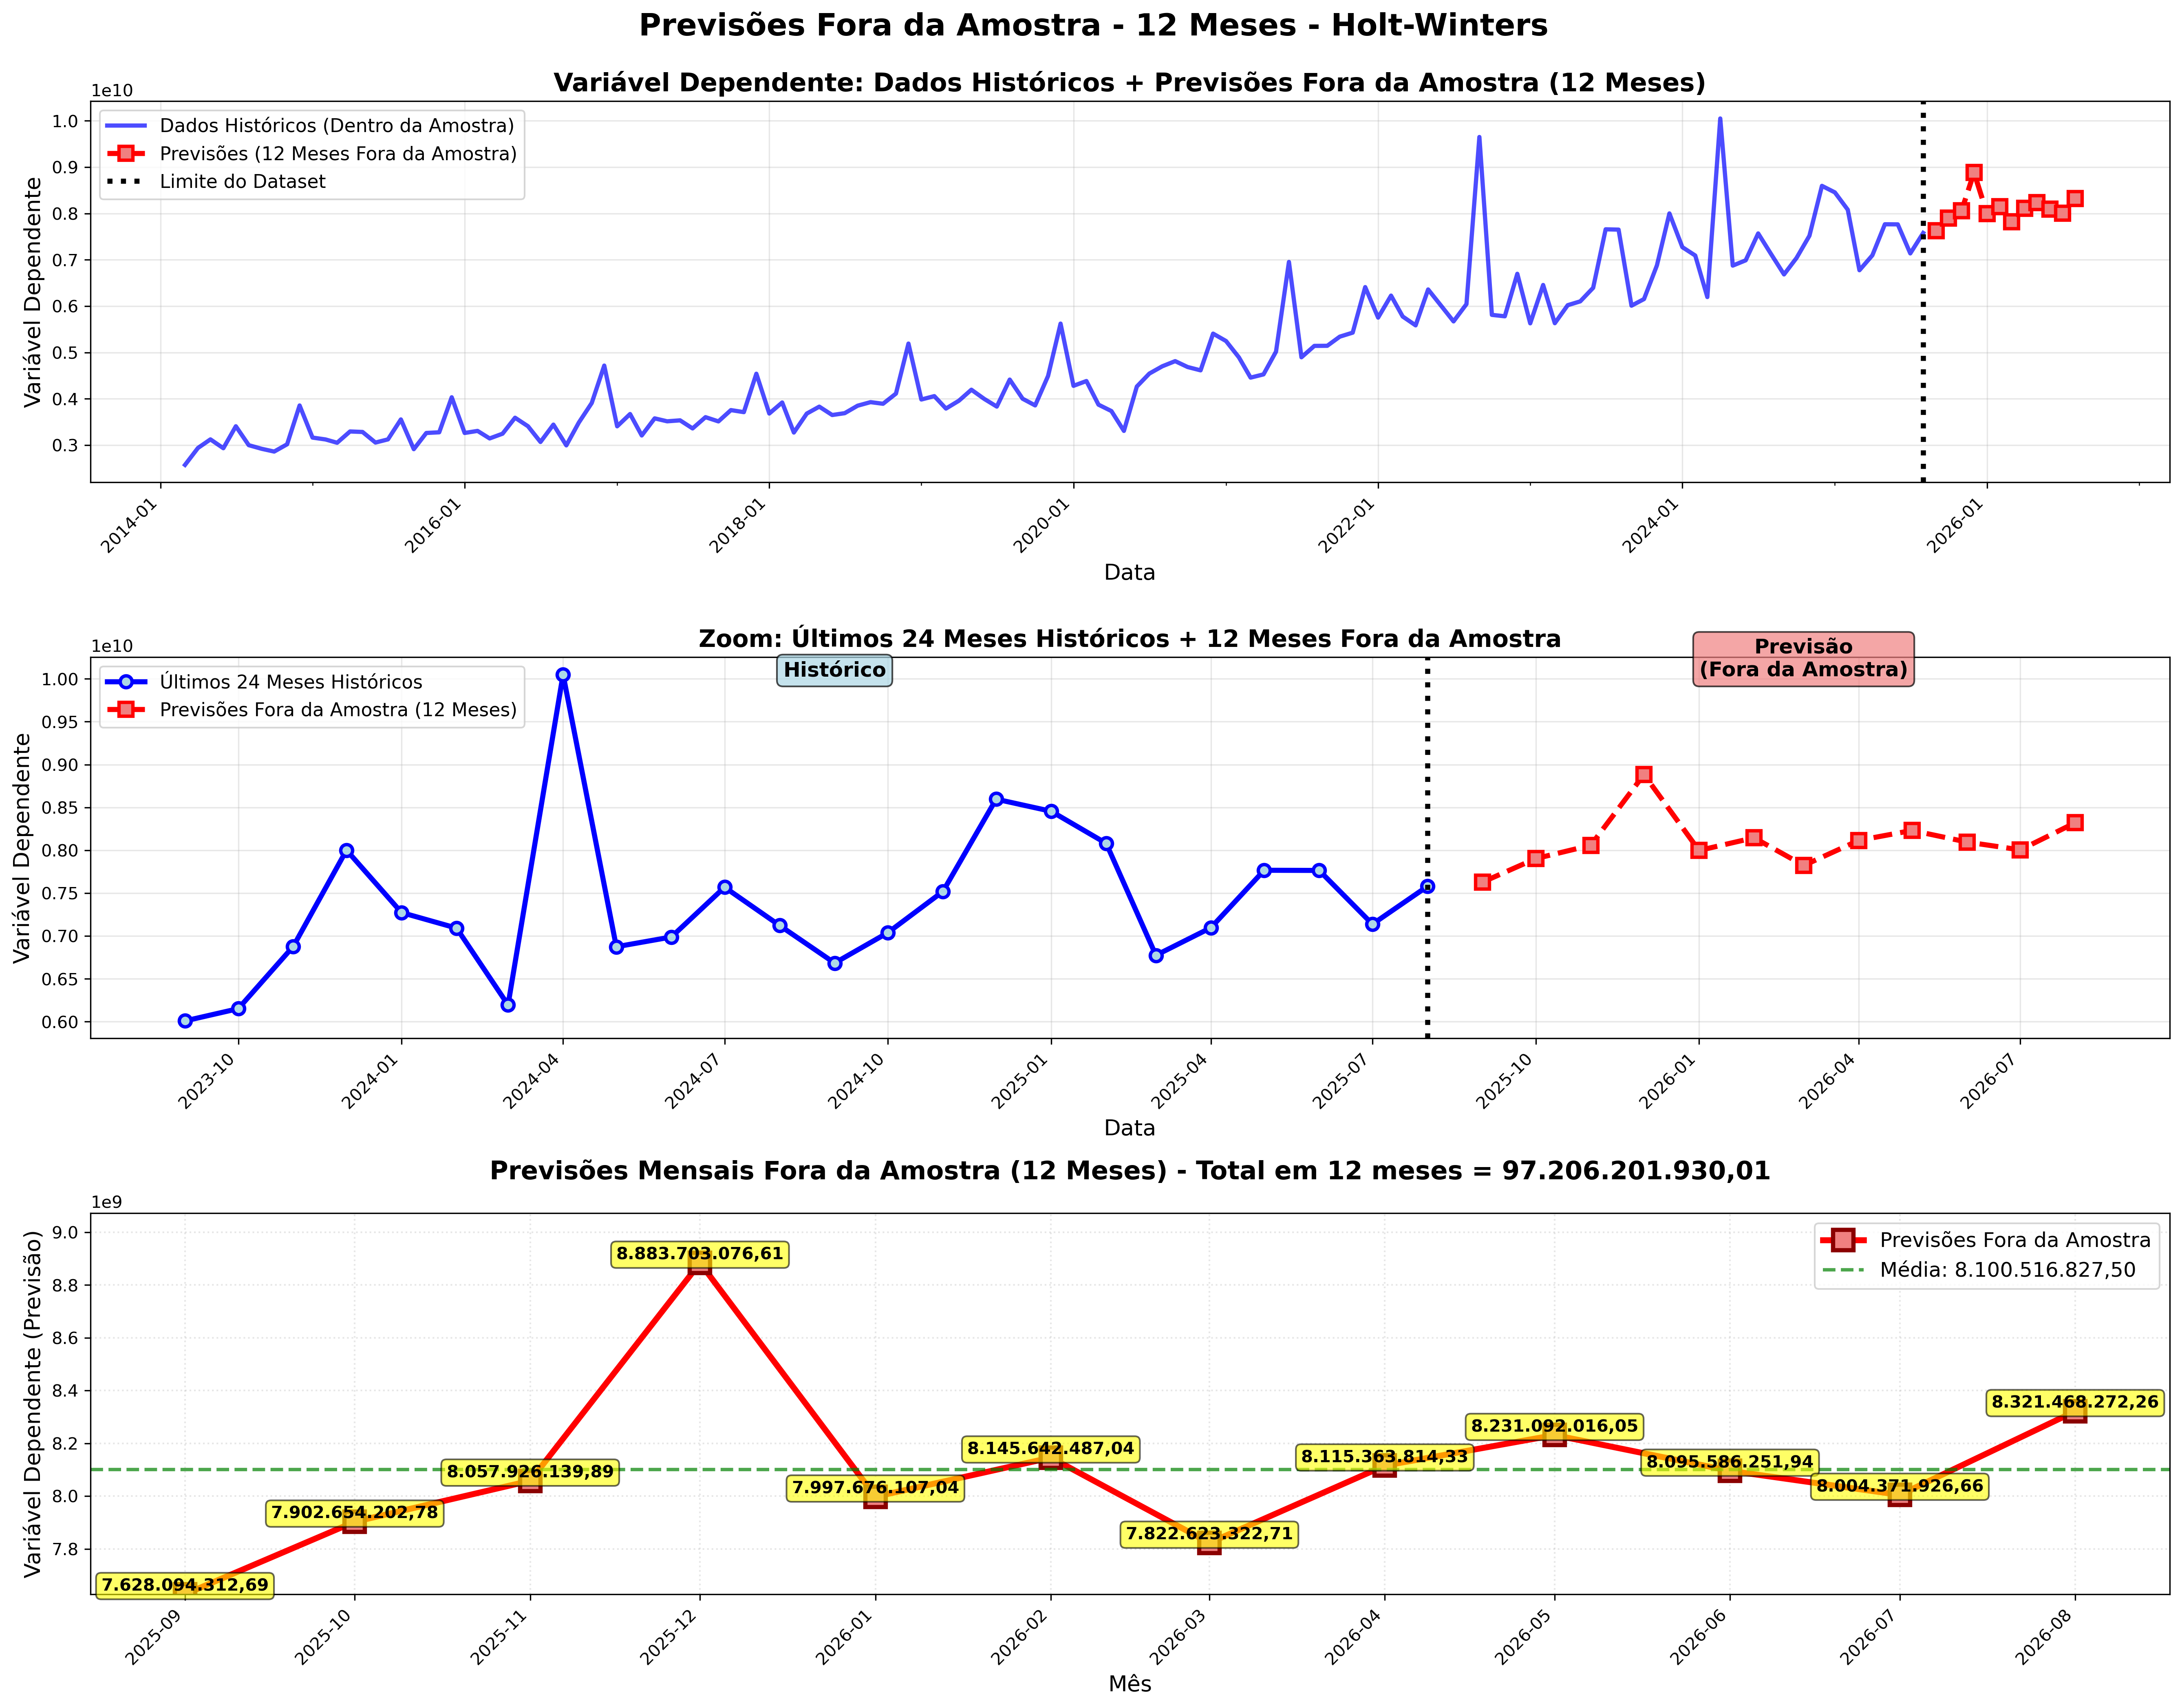 Previsões Fora da Amostra - 12 Meses - Holt-Winters
Variável Dependente: Dados Históricos + Previsões Fora da Amostra (12 Meses)
1e10
Dados Históricos (Dentro da Amostra)
Previsões (12 Meses Fora da Amostra)
Limite do Dataset
Variável Dependente
1.0
0.9
0.8
0.7
0.6
0.5
0.4
0.3
2014-01
2016-01
2018-01
2020-01
2022-01
2024-01
2026-01
Data
Zoom: Últimos 24 Meses Históricos + 12 Meses Fora da Amostra
1e10
Últimos 24 Meses Históricos
Previsões Fora da Amostra (12 Meses)
Histórico
Previsão
(Fora da Amostra)
Variável Dependente
1.00
0.95
0.90
0.85
0.80
0.75
0.70
0.65
0.60
2023-10
2024-01
2024-04
2024-07
2024-10
2025-01
2025-04
2025-07
2025-10
2026-01
2026-04
2026-07
Data
Previsões Mensais Fora da Amostra (12 Meses) - Total em 12 meses = 97.206.201.930,01
1e9
Previsões Fora da Amostra
Média: 8.100.516.827,50
Variável Dependente (Previsão)
9.0
8.8
8.6
8.4
8.2
8.0
7.8
7.628.094.312,69
7.902.654.202,78
8.057.926.139,89
8.883.703.076,61
7.997.676.107,04
8.145.642.487,04
7.822.623.322,71
8.115.363.814,33
8.231.092.016,05
8.095.586.251,94
8.004.371.926,66
8.321.468.272,26
2025-09
2025-10
2025-11
2025-12
2026-01
2026-02
2026-03
2026-04
2026-05
2026-06
2026-07
2026-08
Mês